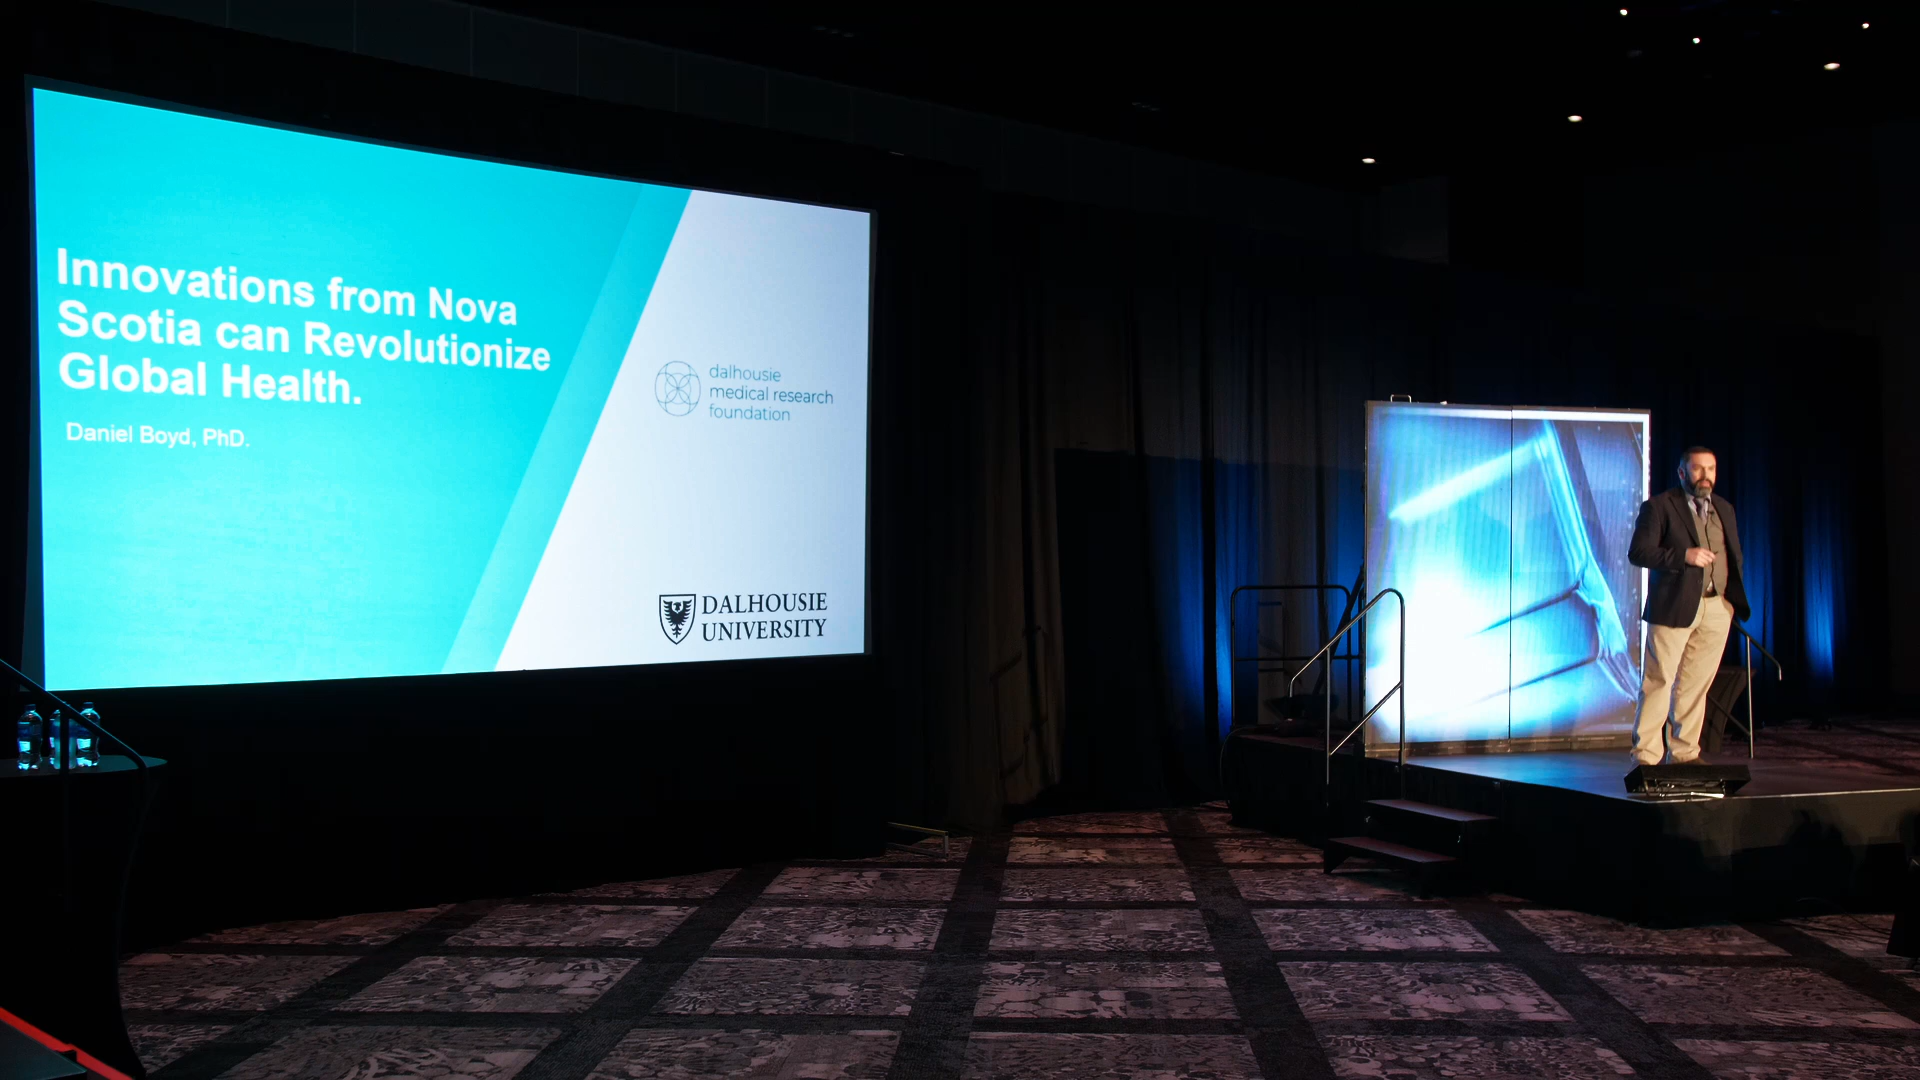 Innovations from Nova
Scotia can Revolutionize
Global Health.
Daniel Boyd, PhD.
dalhousie
medical research
foundation
DALHOUSIE
UNIVERSITY